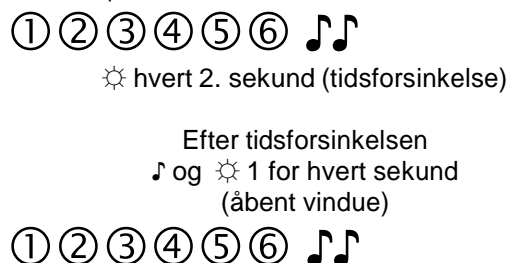 ①②③④⑤⑥ ♪♪
☼ hvert 2. sekund (tidsforsinkelse)
Efter tidsforsinkelsen
♪ og ☼ 1 for hvert sekund
(åbent vindue)
①②③④⑤⑥ ♪♪